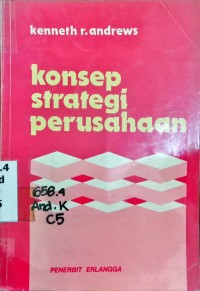 kenneth r. andrews
konsep
strategi
perusahaan
658.4
And.K
C5
PENERBIT ERLANGGA